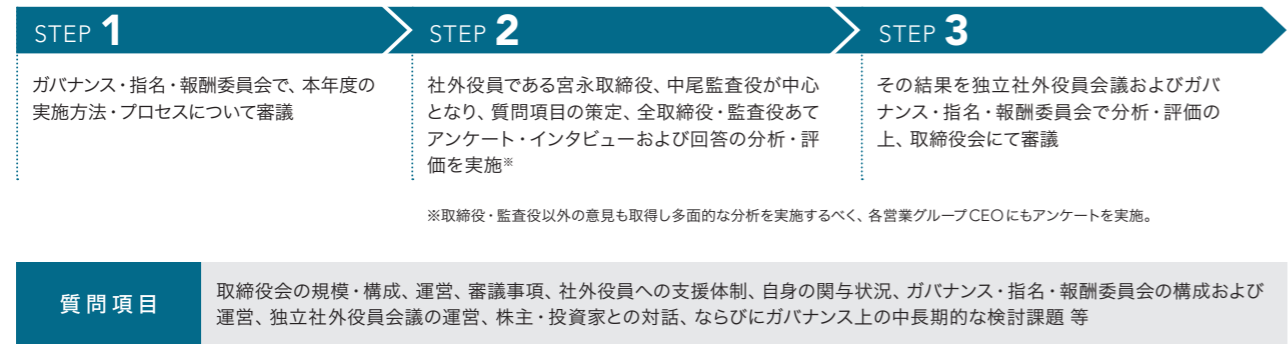 STEP 1
ガバナンス・指名・報酬委員会で、本年度の
実施方法・プロセスについて審議
STEP 2
社外役員である宮永取締役、中尾監査役が中心
となり、質問項目の策定、全取締役・監査役あて
アンケート・インタビューおよび回答の分析・評
価を実施※
STEP 3
その結果を独立社外役員会議およびガバ
ナンス・指名・報酬委員会で分析・評価の
上、取締役会にて審議
※取締役・監査役以外の意見も取得し多面的な分析を実施するべく、各営業グループCEOにもアンケートを実施。
質問項目
取締役会の規模・構成、運営、審議事項、社外役員への支援体制、自身の関与状況、ガバナンス・指名・報酬委員会の構成および
運営、独立社外役員会議の運営、株主・投資家との対話、ならびにガバナンス上の中長期的な検討課題 等